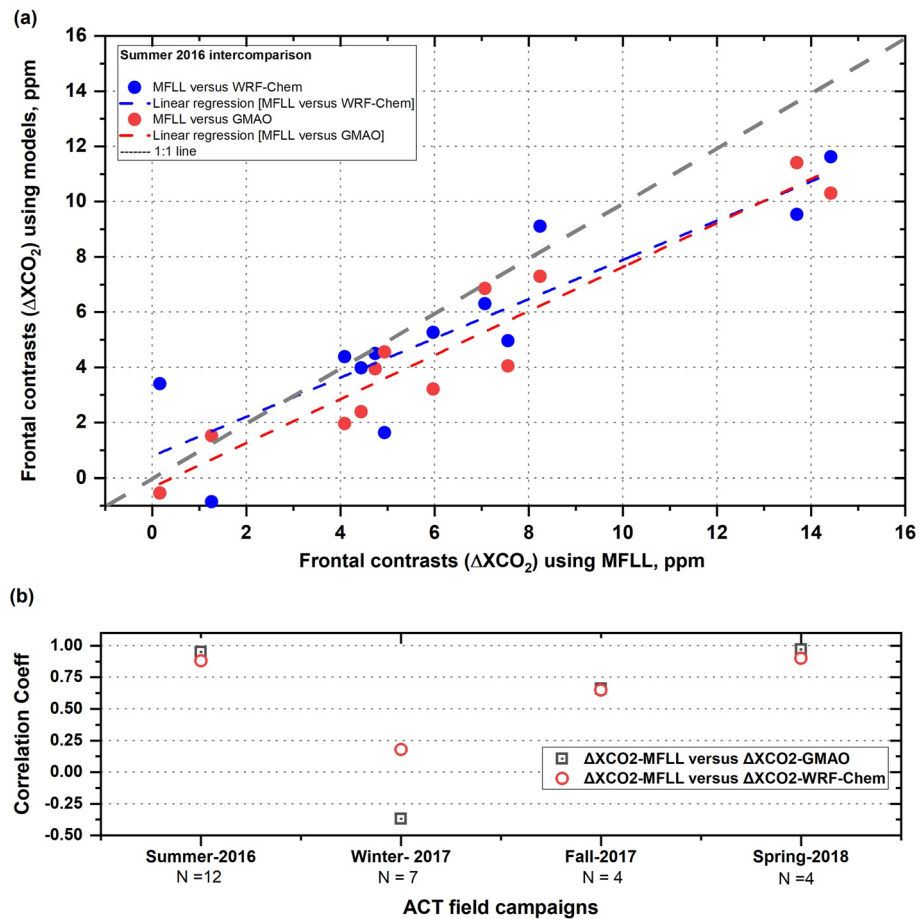 (a)
16
14
12
10
8
6
4
2
0
Frontal contrasts (ΔXCO₂) using models, ppm
Summer 2016 intercomparison
MFLL versus WRF-Chem
Linear regression [MFLL versus WRF-Chem]
MFLL versus GMAO
Linear regression [MFLL versus GMAO]
1:1 line
0 2 4 6 8 10 12 14 16
Frontal contrasts (ΔXCO₂) using MFLL, ppm
(b)
1.00
0.75
0.50
0.25
0.00
-0.25
-0.50
Correlation Coeff
ΔXCO2-MFLL versus ΔXCO2-GMAO
ΔXCO2-MFLL versus ΔXCO2-WRF-Chem
Summer-2016 Winter- 2017 Fall-2017 Spring-2018
N =12 N = 7 N = 4 N =4
ACT field campaigns